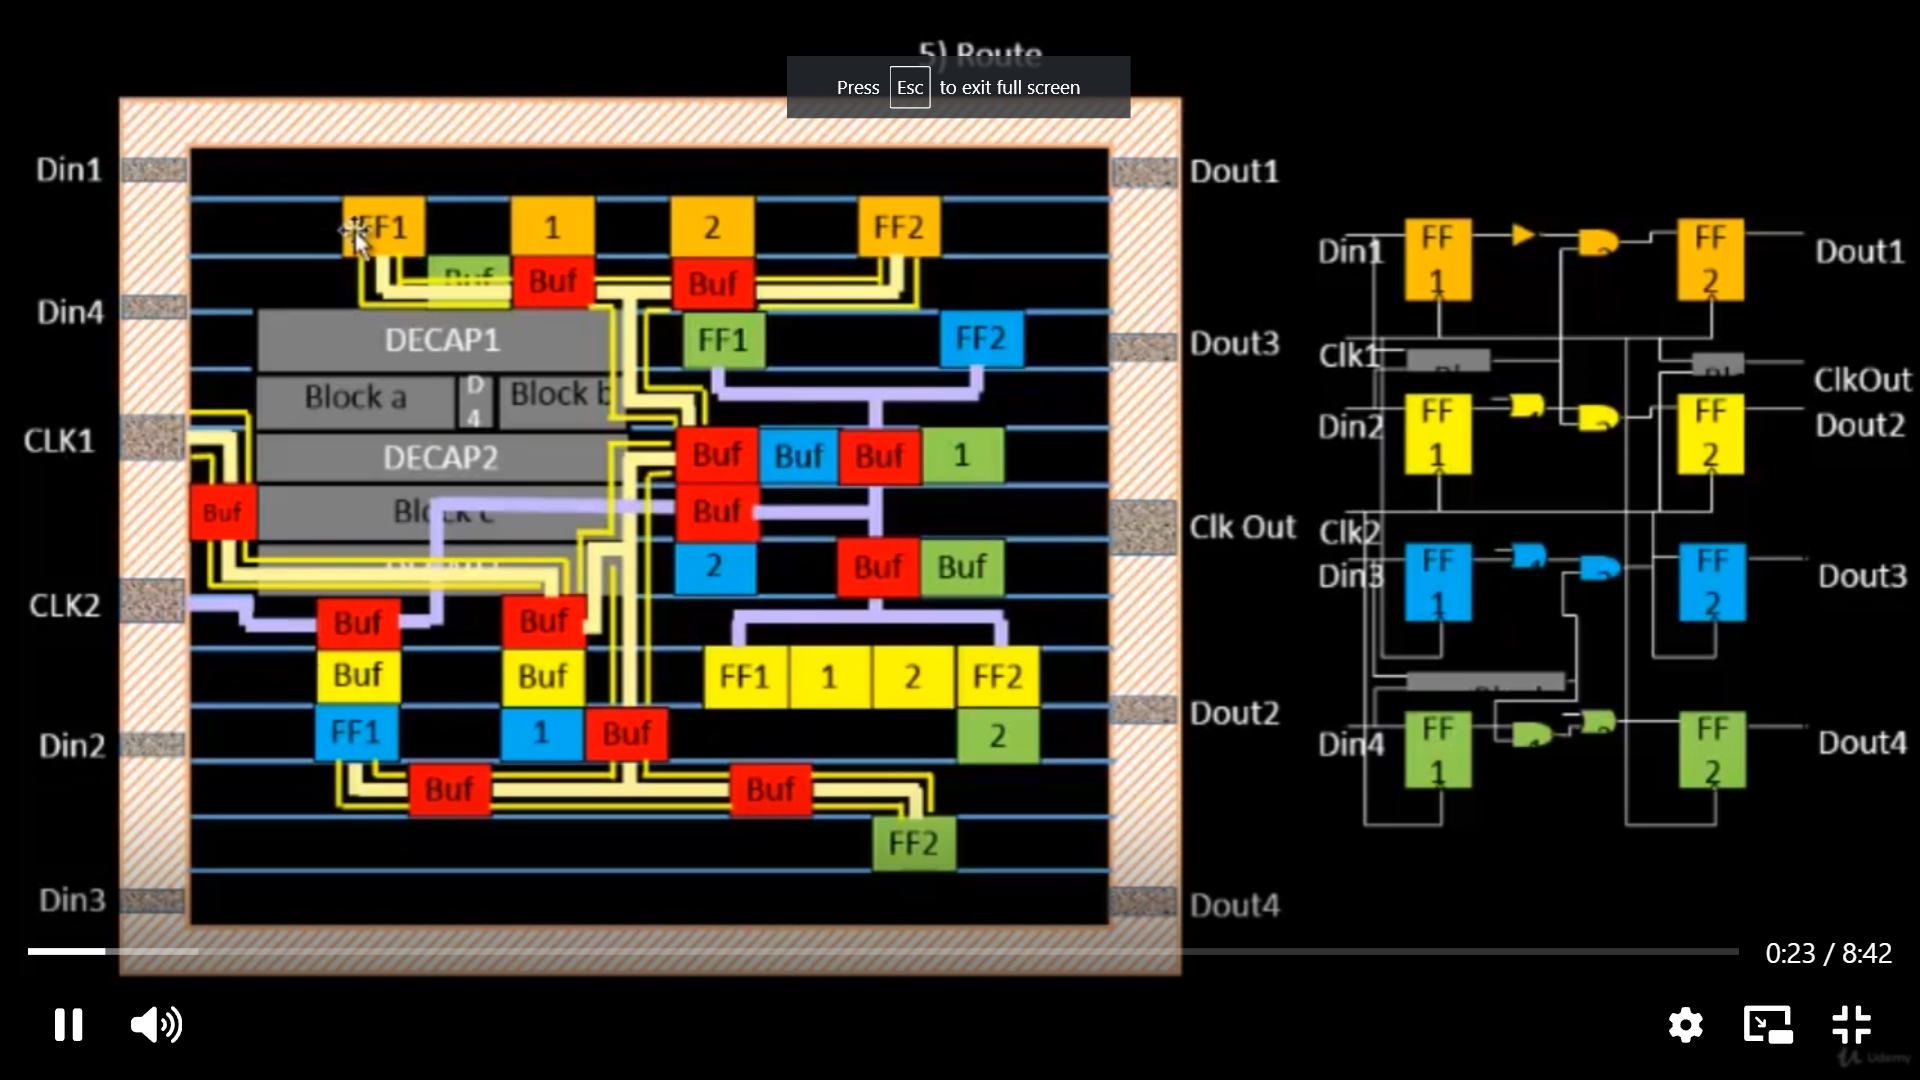 5) Route
Press Esc to exit full screen
Din1
Din4
CLK1
CLK2
Din2
Din3
FF1
1
2
FF2
Buf
Buf
Buf
DECAP1
FF1
FF2
Block a
D
4
Block b
DECAP2
Buf
Buf
Buf
1
Buf
Block c
Buf
2
Buf
Buf
Buf
Buf
Buf
Buf
FF1
1
2
FF2
FF1
1
Buf
2
Buf
Buf
FF2
Dout1
Dout3
Clk Out
Dout2
Dout4
Din1
FF
1
FF
2
Dout1
Clk1
ClkOut
Din2
FF
1
FF
2
Dout2
Clk2
Din3
FF
1
FF
2
Dout3
Din4
FF
1
FF
2
Dout4
0:23 / 8:42
Udemy